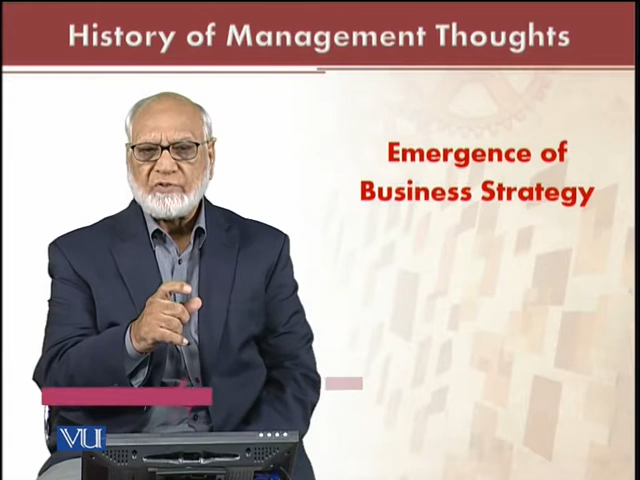 History of Management Thoughts
Emergence of
Business Strategy
VU